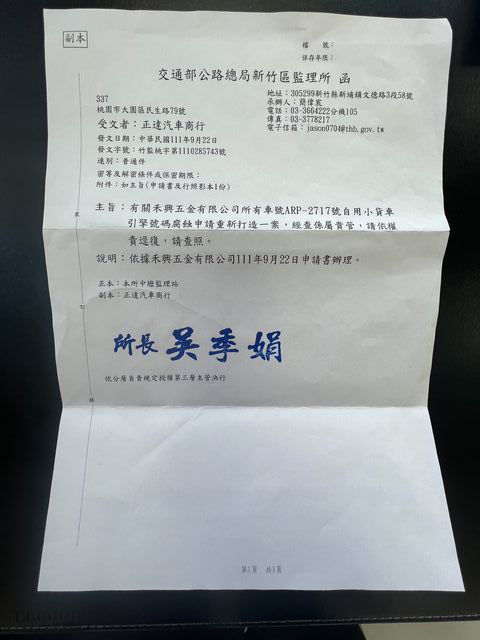 副本
檔　　號：
保存年限：
交通部公路總局新竹區監理所　函
地址：305299新竹縣新埔鎮文德路3段58號
承辦人：簡偉宸
電話：03-3664222分機105
傳真：03-3778217
電子信箱：jason0704@thb.gov.tw
337
桃園市大園區民生路79號
受文者：正達汽車商行
發文日期：中華民國111年9月22日
發文字號：竹監桃字第1110285743號
速別：普通件
密等及解密條件或保密期限：
附件：如主旨(申請書及行照影本1份)
主旨：有關禾興五金有限公司所有車號ARP-2717號自用小貨車
引擎號碼腐蝕申請重新打造一案，經查係屬貴管，請依權
責逕復，請查照。
說明：依據禾興五金有限公司111年9月22日申請書辦理。
正本：本所中壢監理站
副本：正達汽車商行
所長 吳季娟
依分層負責規定授權第三層主管決行
裝
訂
線
第1頁　共1頁